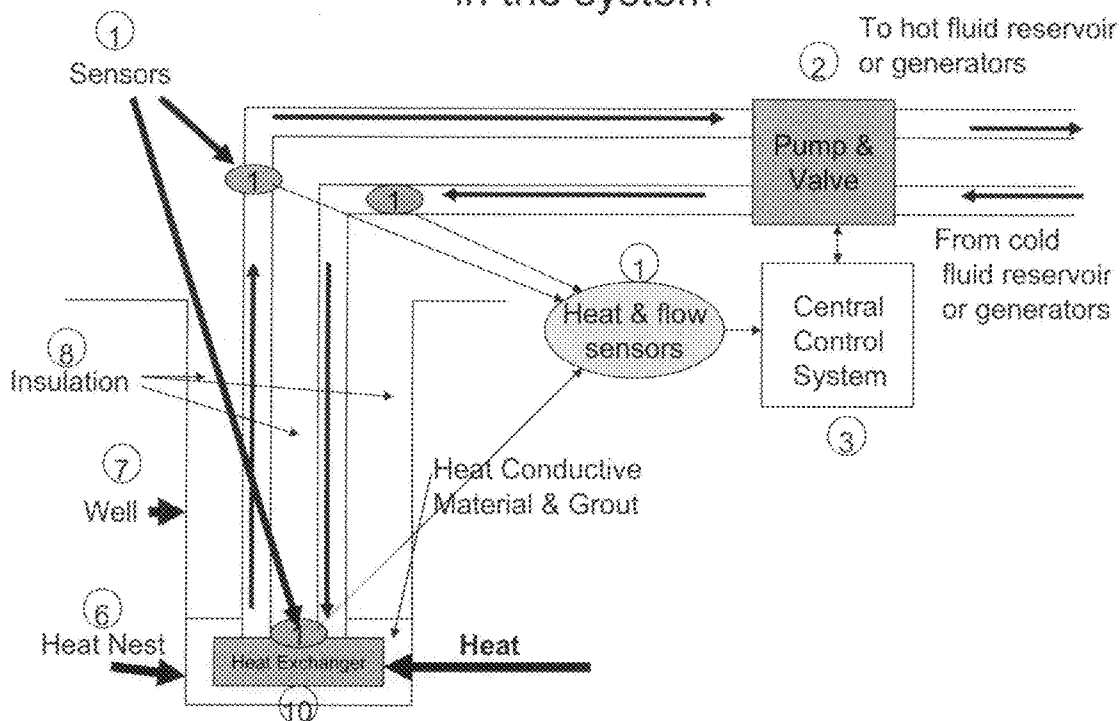 in the system
1
Sensors
To hot fluid reservoir
2
or generators
Pump &
Valve
1
1
From cold
fluid reservoir
or generators
1
Heat & flow
sensors
Central
Control
System
3
8
Insulation
7
Well
Heat Conductive
Material & Grout
6
Heat Nest
1
Heat Exchanger
Heat
10